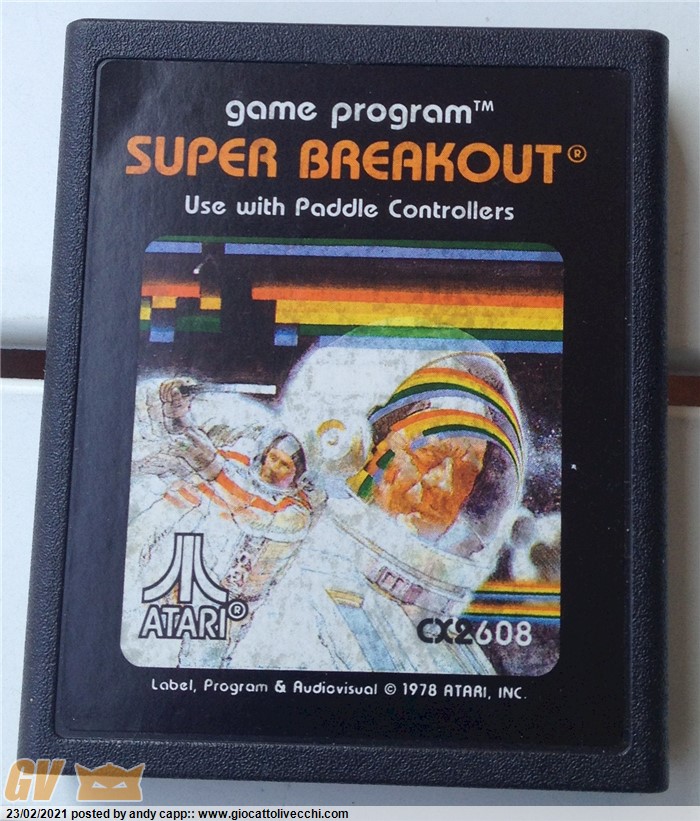 game program™
SUPER BREAKOUT®
Use with Paddle Controllers
ATARI®
CX2608
Label, Program & Audiovisual © 1978 ATARI, INC.
GV
23/02/2021 posted by andy capp:: www.giocattolivecchi.com